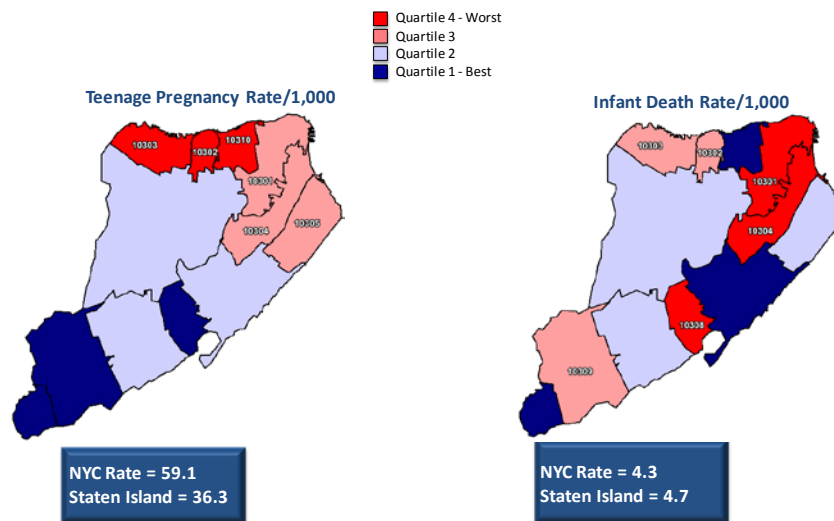 Quartile 4 - Worst
Quartile 3
Quartile 2
Quartile 1 - Best
Teenage Pregnancy Rate/1,000
Infant Death Rate/1,000
10303
10302
10310
10301
10304
10305
NYC Rate = 59.1
Staten Island = 36.3
10303
10302
10301
10304
10308
10309
NYC Rate = 4.3
Staten Island = 4.7